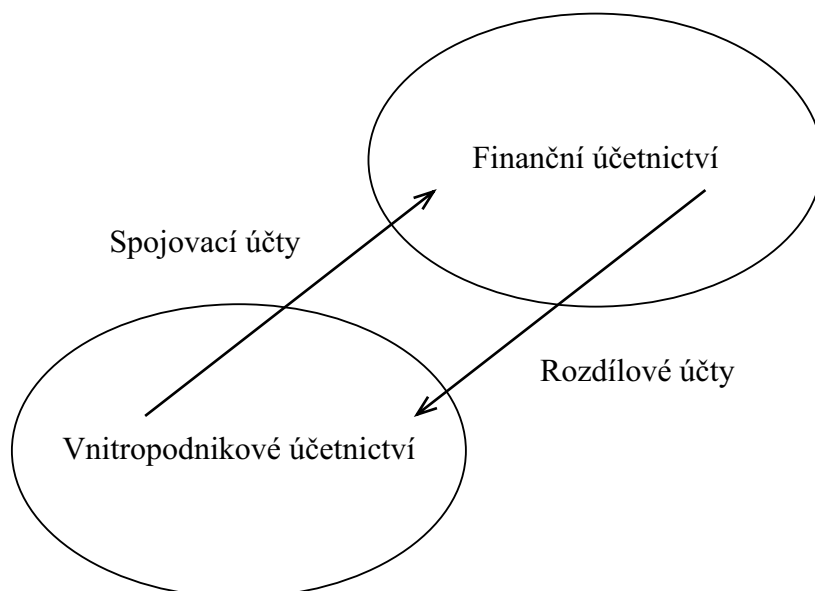 Finanční účetnictví
Spojovací účty
Rozdílové účty
Vnitropodnikové účetnictví